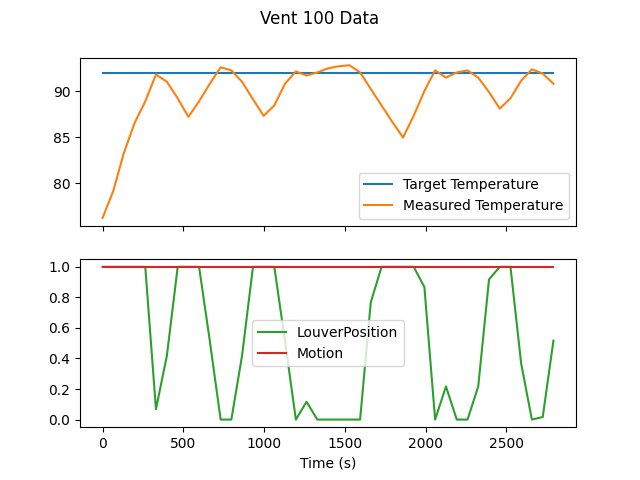 Vent 100 Data
90
85
80
Target Temperature
Measured Temperature
1.0
0.8
0.6
0.4
0.2
0.0
LouverPosition
Motion
0 500 1000 1500 2000 2500
Time (s)